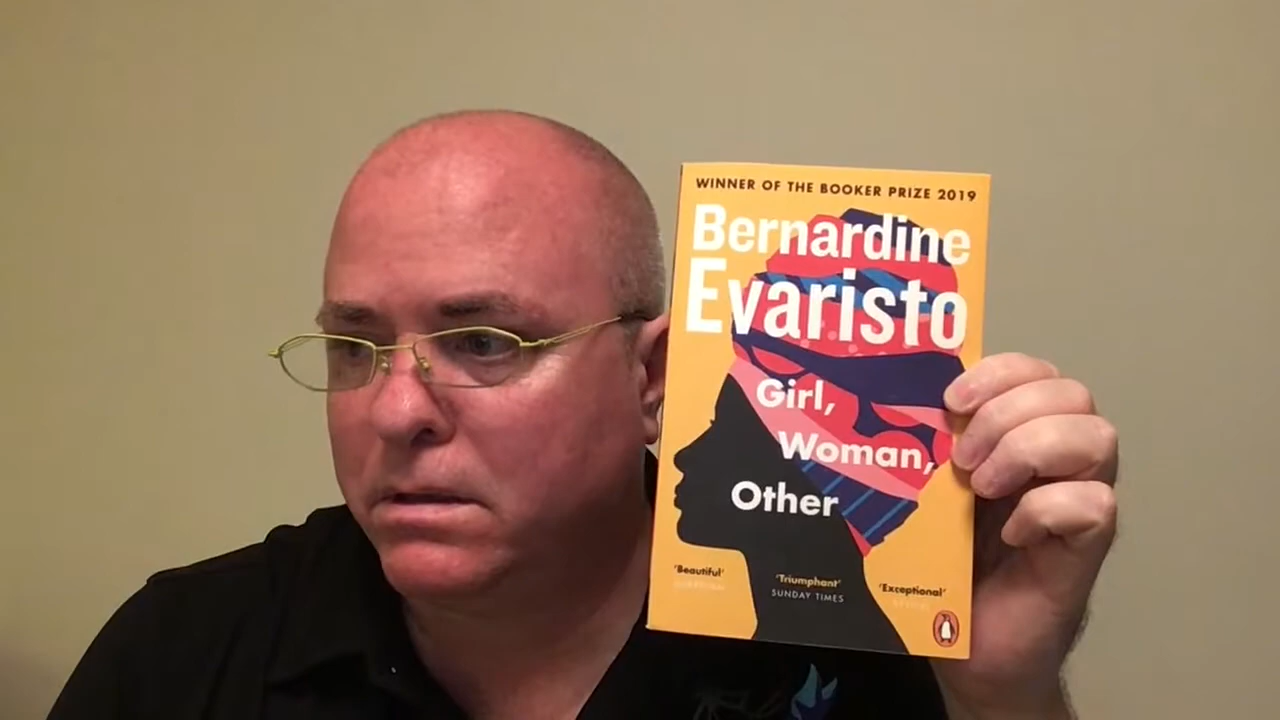 WINNER OF THE BOOKER PRIZE 2019
Bernardine
Evaristo
Girl,
Woman,
Other
'Beautiful'
'Triumphant'
SUNDAY TIMES
'Exceptional'